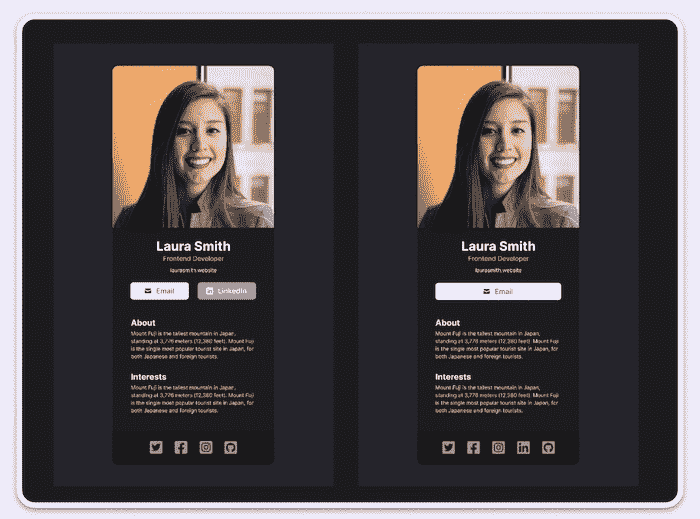 Laura Smith
Frontend Developer
laurasmith.website
Email
LinkedIn
About
Mount Fuji is the tallest mountain in Japan,
standing at 3,776 meters (12,380 feet). Mount Fuji
is the single most popular tourist site in Japan, for
both Japanese and foreign tourists.
Interests
Mount Fuji is the tallest mountain in Japan,
standing at 3,776 meters (12,380 feet). Mount Fuji
is the single most popular tourist site in Japan, for
both Japanese and foreign tourists.
Laura Smith
Frontend Developer
laurasmith.website
Email
About
Mount Fuji is the tallest mountain in Japan,
standing at 3,776 meters (12,380 feet). Mount Fuji
is the single most popular tourist site in Japan, for
both Japanese and foreign tourists.
Interests
Mount Fuji is the tallest mountain in Japan,
standing at 3,776 meters (12,380 feet). Mount Fuji
is the single most popular tourist site in Japan, for
both Japanese and foreign tourists.